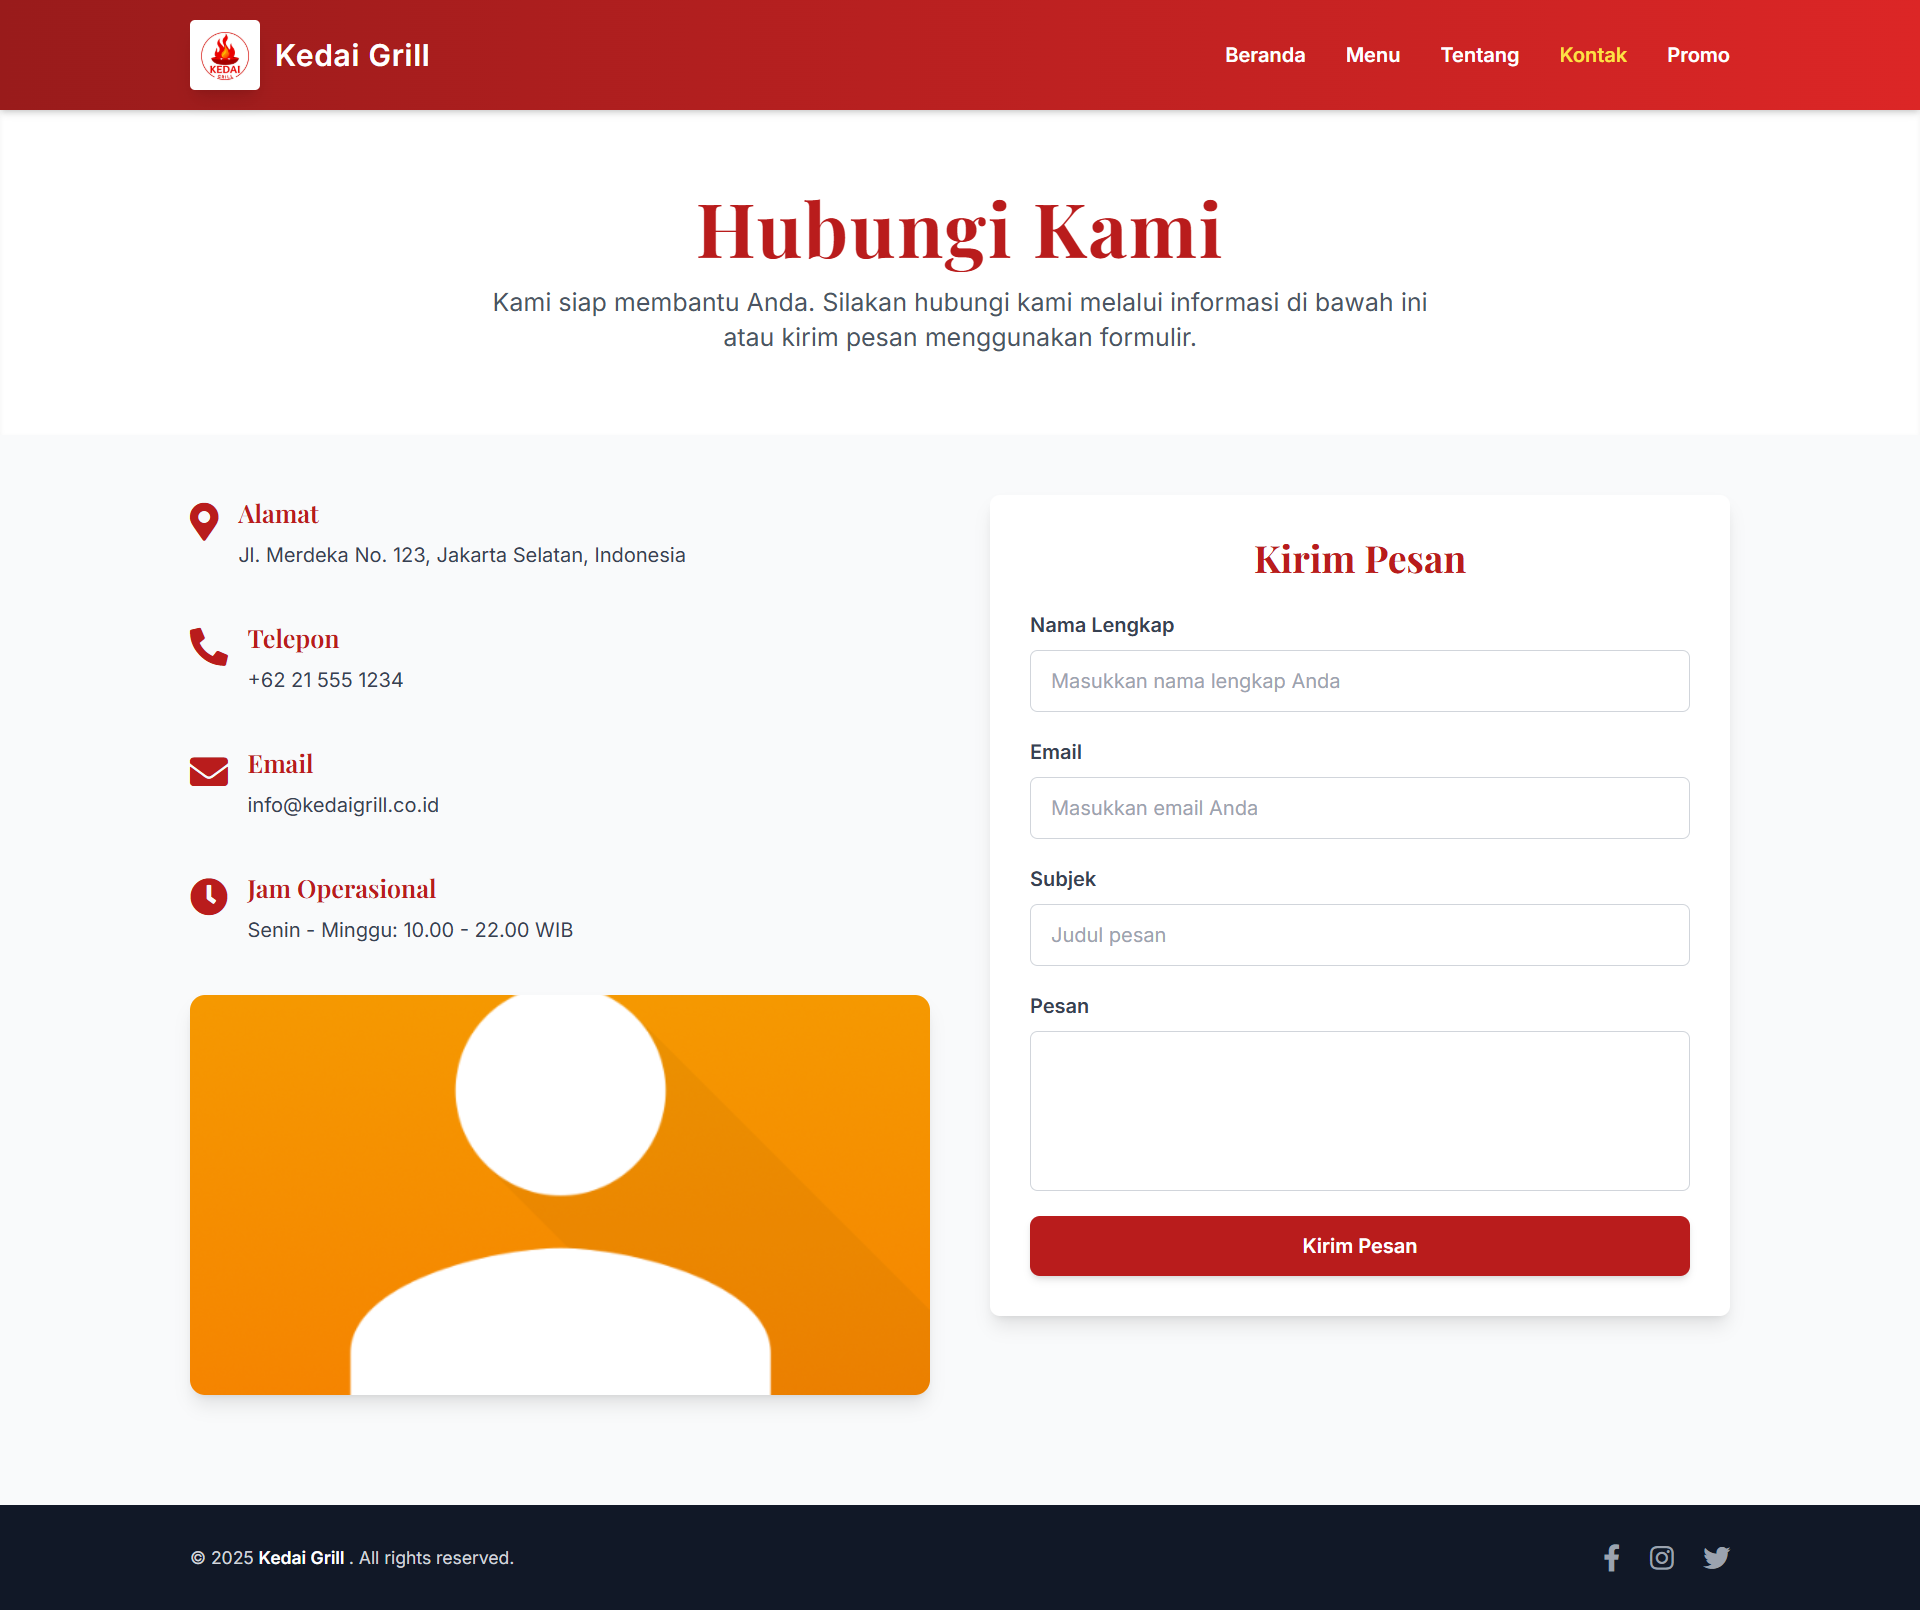 KEDAI
GRILL
Kedai Grill
Beranda
Menu
Tentang
Kontak
Promo
Hubungi Kami
Kami siap membantu Anda. Silakan hubungi kami melalui informasi di bawah ini
atau kirim pesan menggunakan formulir.
Alamat
Jl. Merdeka No. 123, Jakarta Selatan, Indonesia
Telepon
+62 21 555 1234
Email
info@kedaigrill.co.id
Jam Operasional
Senin - Minggu: 10.00 - 22.00 WIB
Kirim Pesan
Nama Lengkap
Masukkan nama lengkap Anda
Email
Masukkan email Anda
Subjek
Judul pesan
Pesan
Kirim Pesan
© 2025 Kedai Grill . All rights reserved.